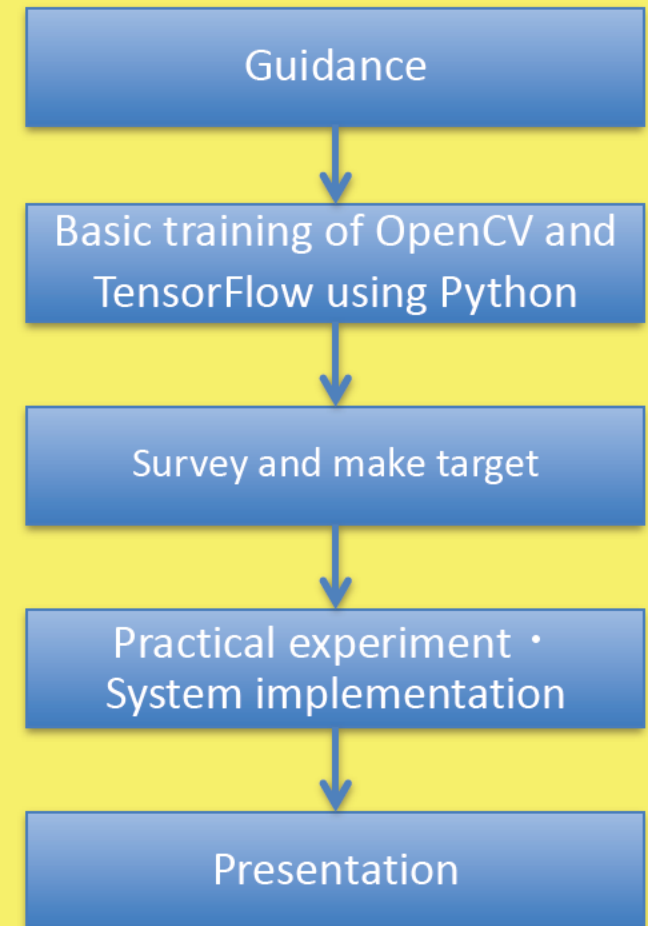 Guidance
Basic training of OpenCV and
TensorFlow using Python
Survey and make target
Practical experiment・
System implementation
Presentation